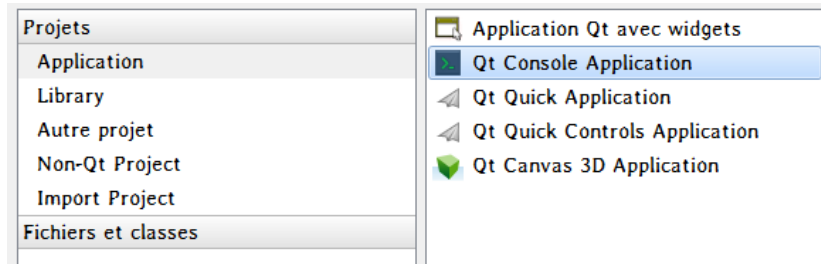 Projets
Application
Library
Autre projet
Non-Qt Project
Import Project
Fichiers et classes
Application Qt avec widgets
Qt Console Application
Qt Quick Application
Qt Quick Controls Application
Qt Canvas 3D Application